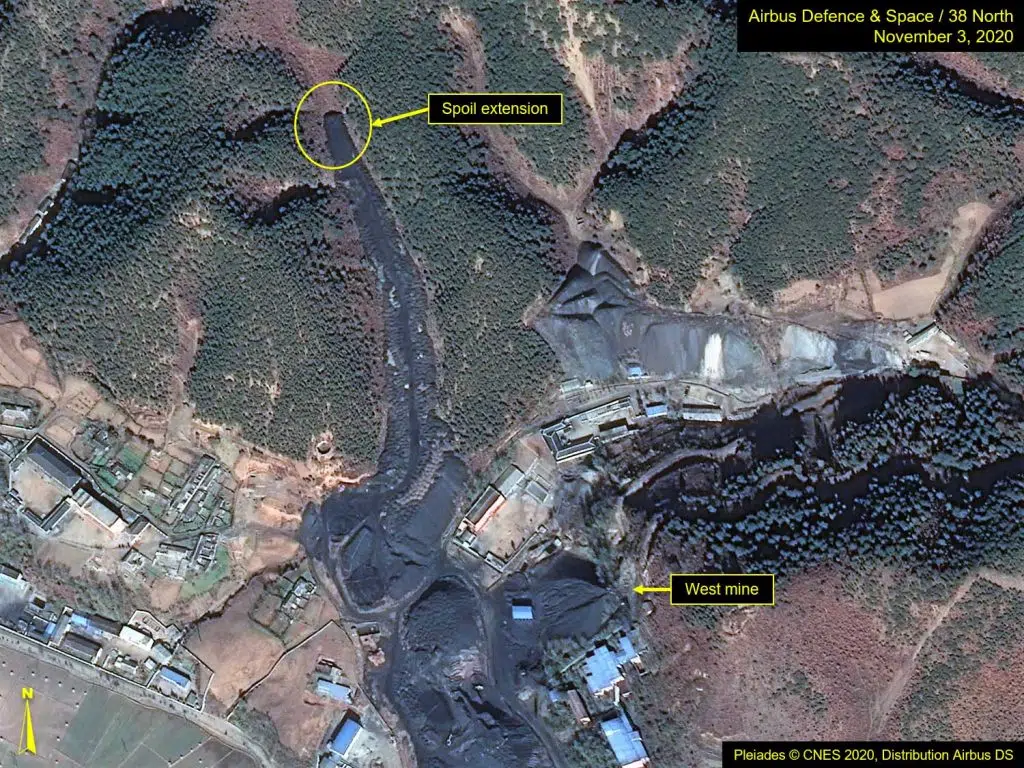 Airbus Defence & Space / 38 North
November 3, 2020
Spoil extension
West mine
N
Pleiades © CNES 2020, Distribution Airbus DS